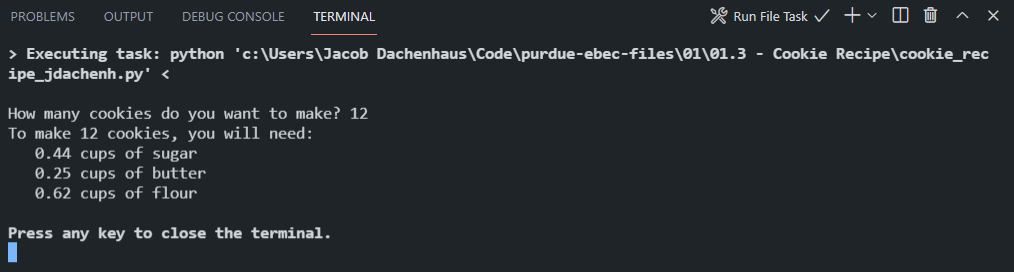 PROBLEMS OUTPUT DEBUG CONSOLE TERMINAL Run File Task
> Executing task: python 'c:\Users\Jacob Dachenhaus\Code\purdue-ebec-files\01\01.3 - Cookie Recipe\cookie_rec
ipe_jdachenh.py' <
How many cookies do you want to make? 12
To make 12 cookies, you will need:
   0.44 cups of sugar
   0.25 cups of butter
   0.62 cups of flour
Press any key to close the terminal.